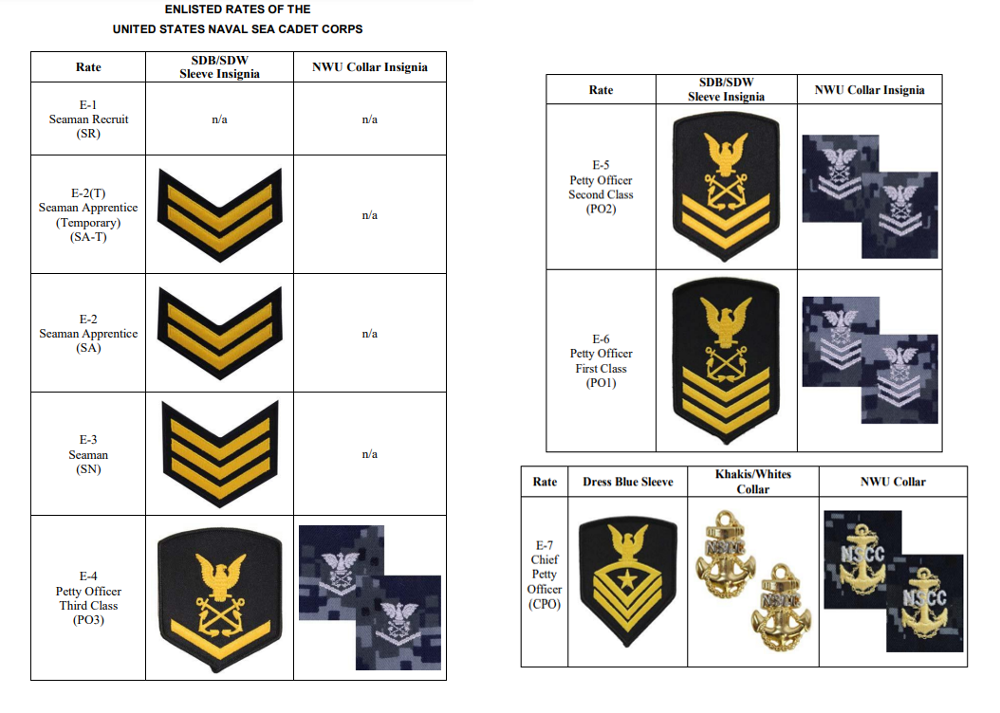 ENLISTED RATES OF THE
UNITED STATES NAVAL SEA CADET CORPS
Rate
SDB/SDW
Sleeve Insignia
NWU Collar Insignia
E-1
Seaman Recruit
(SR)
n/a
n/a
E-2(T)
Seaman Apprentice
(Temporary)
(SA-T)
n/a
E-2
Seaman Apprentice
(SA)
n/a
E-3
Seaman
(SN)
n/a
E-4
Petty Officer
Third Class
(PO3)
Rate
SDB/SDW
Sleeve Insignia
NWU Collar Insignia
E-5
Petty Officer
Second Class
(PO2)
E-6
Petty Officer
First Class
(PO1)
Rate
Dress Blue Sleeve
Khakis/Whites
Collar
NWU Collar
E-7
Chief
Petty
Officer
(CPO)
NSCC
NSCC